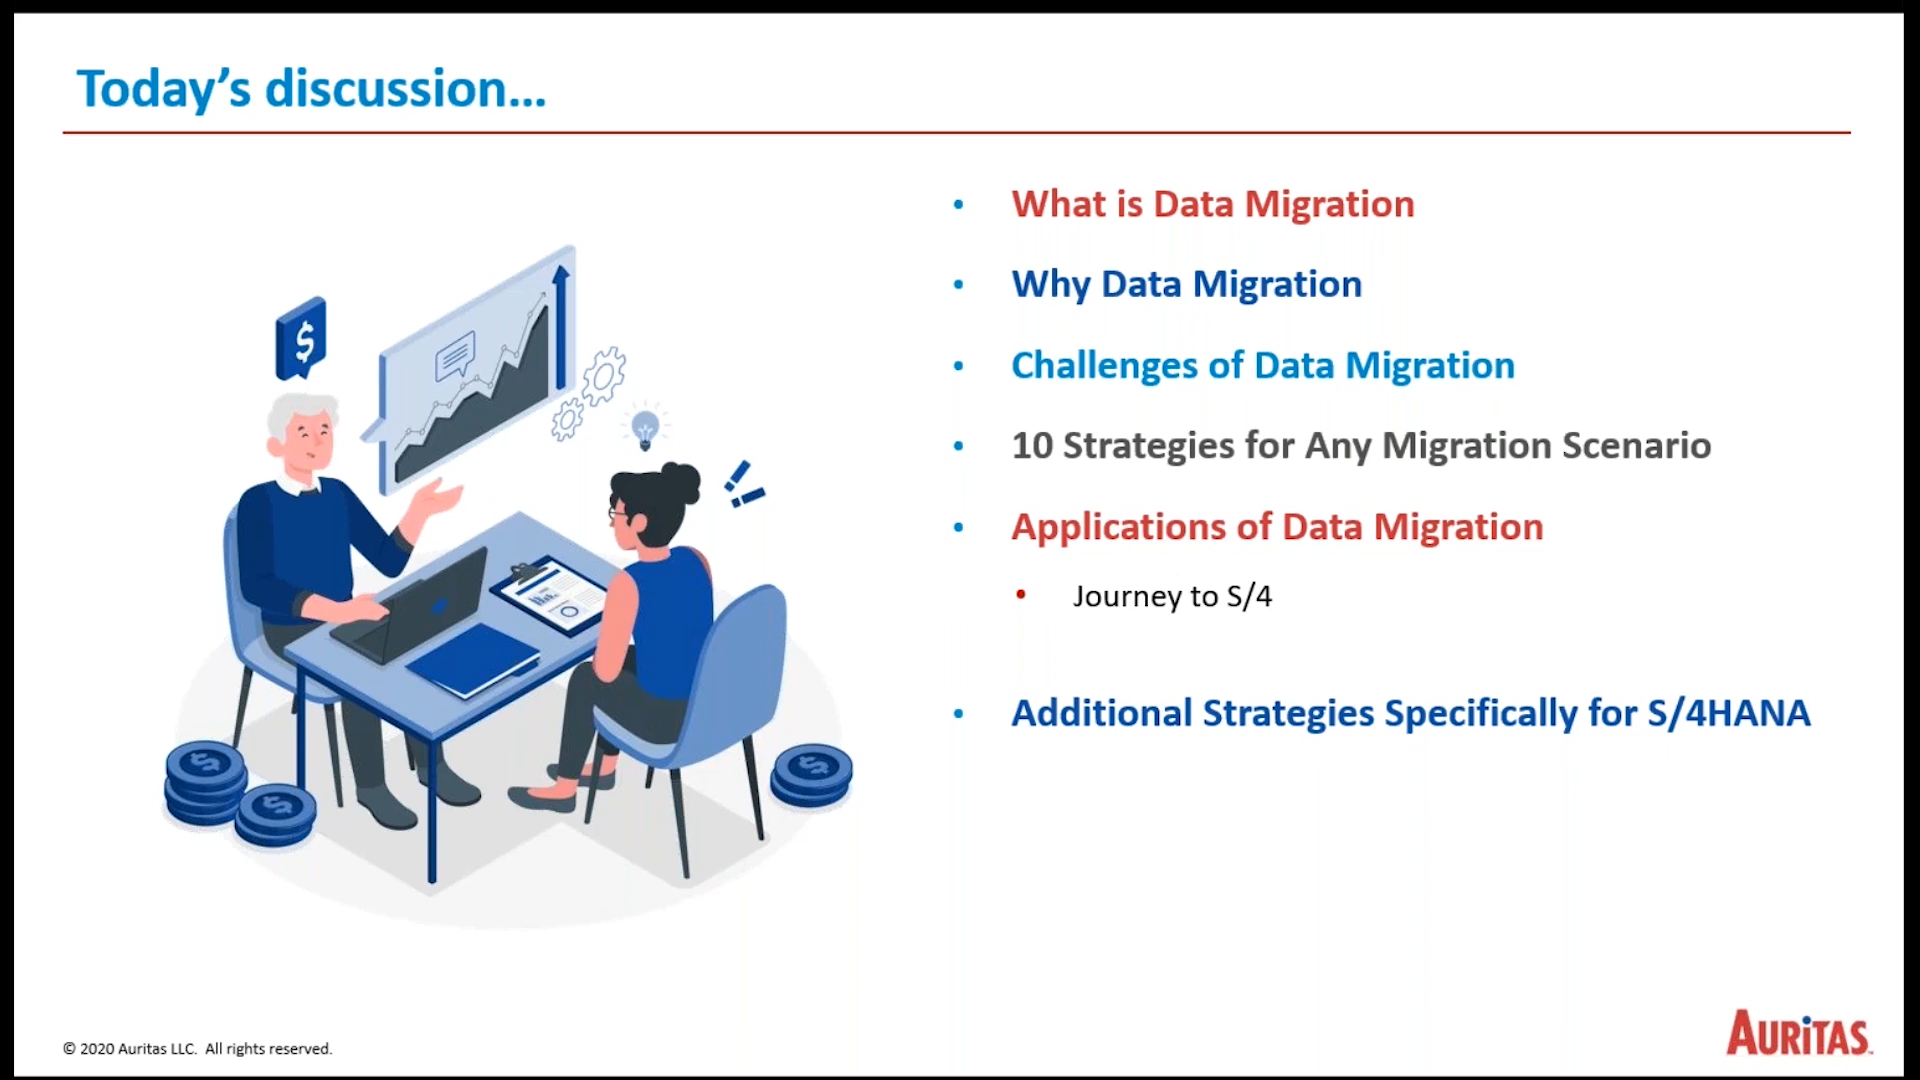 Today’s discussion...
• What is Data Migration
• Why Data Migration
• Challenges of Data Migration
• 10 Strategies for Any Migration Scenario
• Applications of Data Migration
• Journey to S/4
• Additional Strategies Specifically for S/4HANA
$
© 2020 Auritas LLC. All rights reserved.
AURiTAS